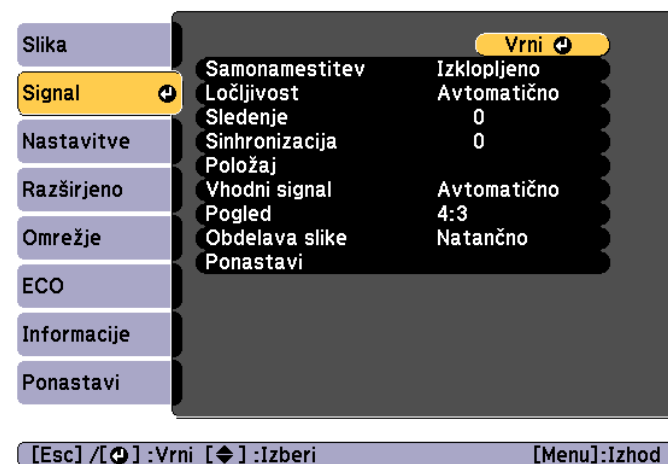 Slika
Signal
Nastavitve
Razširjeno
Omrežje
ECO
Informacije
Ponastavi
Vrni
Samonamestitev Izklopljeno
Ločljivost Avtomatično
Sledenje 0
Sinhronizacija 0
Položaj
Vhodni signal Avtomatično
Pogled 4:3
Obdelava slike Natančno
Ponastavi
[Esc] /[ ] :Vrni [ ] :Izberi [Menu]:Izhod